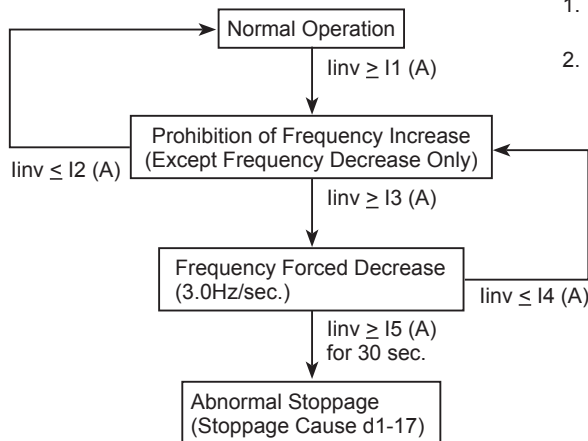 1.
2.
Normal Operation
Iinv ≥ I1 (A)
Prohibition of Frequency Increase
(Except Frequency Decrease Only)
Iinv ≤ I2 (A)
Iinv ≥ I3 (A)
Frequency Forced Decrease
(3.0Hz/sec.)
Iinv ≤ I4 (A)
Iinv ≥ I5 (A)
for 30 sec.
Abnormal Stoppage
(Stoppage Cause d1-17)